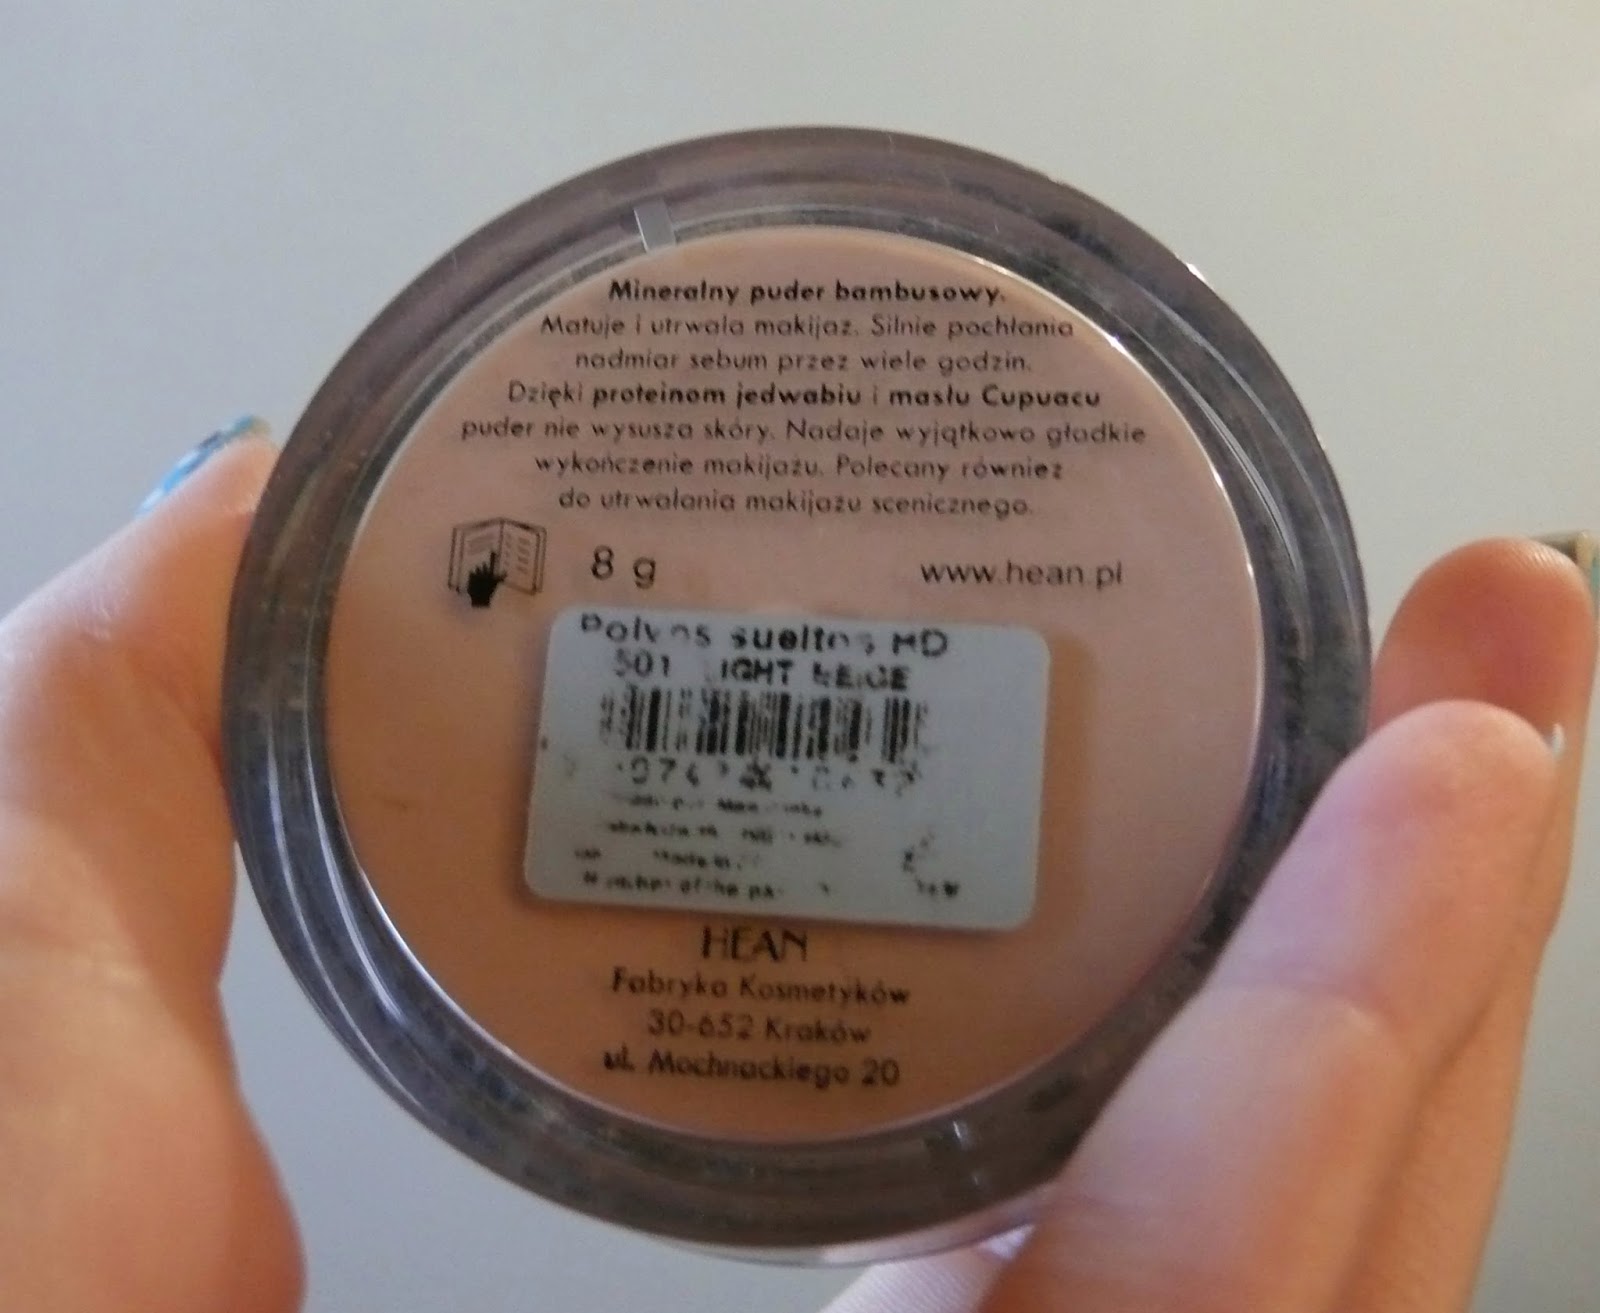 Mineralny puder bambusowy.
Matuje i utrwala makijaż. Silnie pochłania
nadmiar sebum przez wiele godzin.
Dzięki proteinom jedwabiu i masłu Cupuacu
puder nie wysusza skóry. Nadaje wyjątkowo gładkie
wykończenie makijażu. Polecany również
do utrwalania makijażu scenicznego.
8 g
www.hean.pl
Polvos sueltos HD
501 LIGHT BEIGE
Made in
HEAN
Fabryka Kosmetyków
30-652 Kraków
ul. Mochnackiego 20